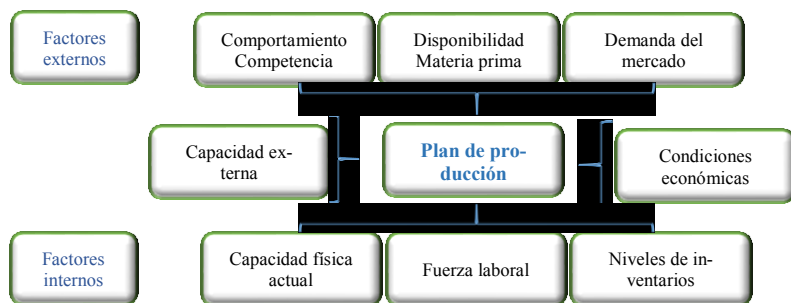 Factores
externos
Comportamiento
Competencia
Disponibilidad
Materia prima
Demanda del
mercado
Capacidad ex-
terna
Plan de pro-
ducción
Condiciones
económicas
Factores
internos
Capacidad física
actual
Fuerza laboral
Niveles de in-
ventarios